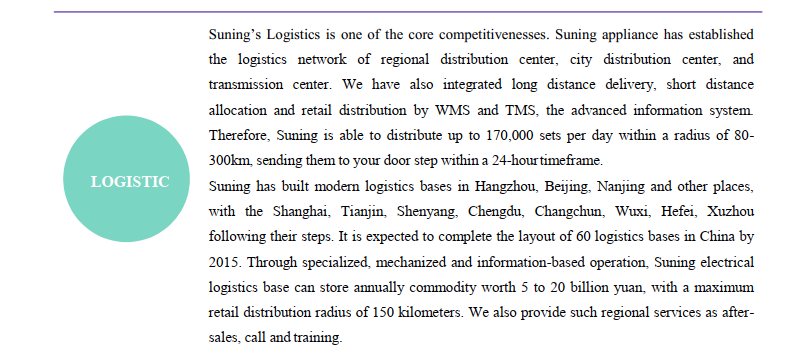 LOGISTIC
Suning's Logistics is one of the core competitivenesses. Suning appliance has established
the logistics network of regional distribution center, city distribution center, and
transmission center. We have also integrated long distance delivery, short distance
allocation and retail distribution by WMS and TMS, the advanced information system.
Therefore, Suning is able to distribute up to 170,000 sets per day within a radius of 80-
300km, sending them to your door step within a 24-hour timeframe.
Suning has built modern logistics bases in Hangzhou, Beijing, Nanjing and other places,
with the Shanghai, Tianjin, Shenyang, Chengdu, Changchun, Wuxi, Hefei, Xuzhou
following their steps. It is expected to complete the layout of 60 logistics bases in China by
2015. Through specialized, mechanized and information-based operation, Suning electrical
logistics base can store annually commodity worth 5 to 20 billion yuan, with a maximum
retail distribution radius of 150 kilometers. We also provide such regional services as after-
sales, call and training.